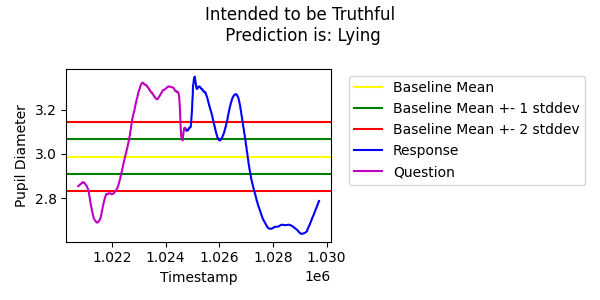 Intended to be Truthful
Prediction is: Lying
Pupil Diameter
3.2
3.0
2.8
1.022
1.024
1.026
1.028
1.030
1e6
Timestamp
Baseline Mean
Baseline Mean +- 1 stddev
Baseline Mean +- 2 stddev
Response
Question